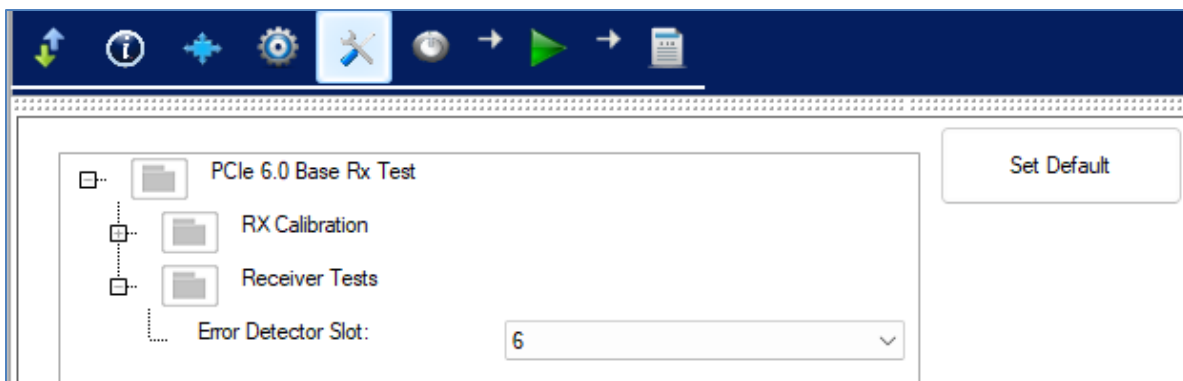 PCIe 6.0 Base Rx Test
Set Default
RX Calibration
Receiver Tests
Error Detector Slot:
6